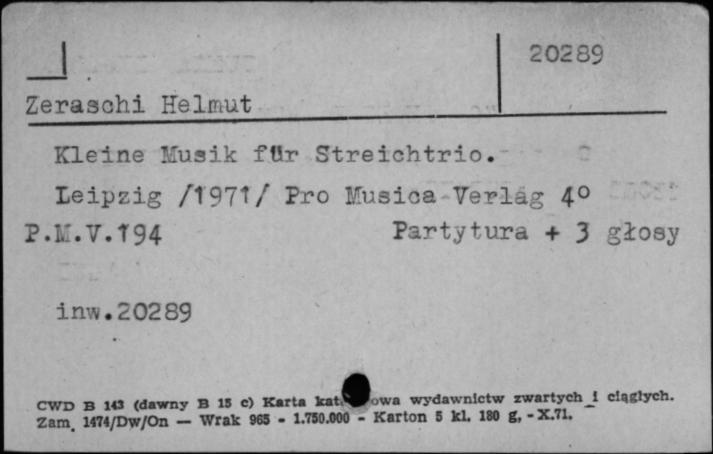 20289
Zeraschi Helmut
Kleine Musik für Streichtrio.
Leipzig /1971/ Pro Musica Verlag 4°
P.M.V.194 Partytura + 3 głosy
inw.20289
CWD B 143 (dawny B 15 c) Karta kat owa wydawnictw zwartych i ciągłych.
Zam. 1474/Dw/On — Wrak 965 - 1.750.000 - Karton 5 kl. 180 g, - X.71.